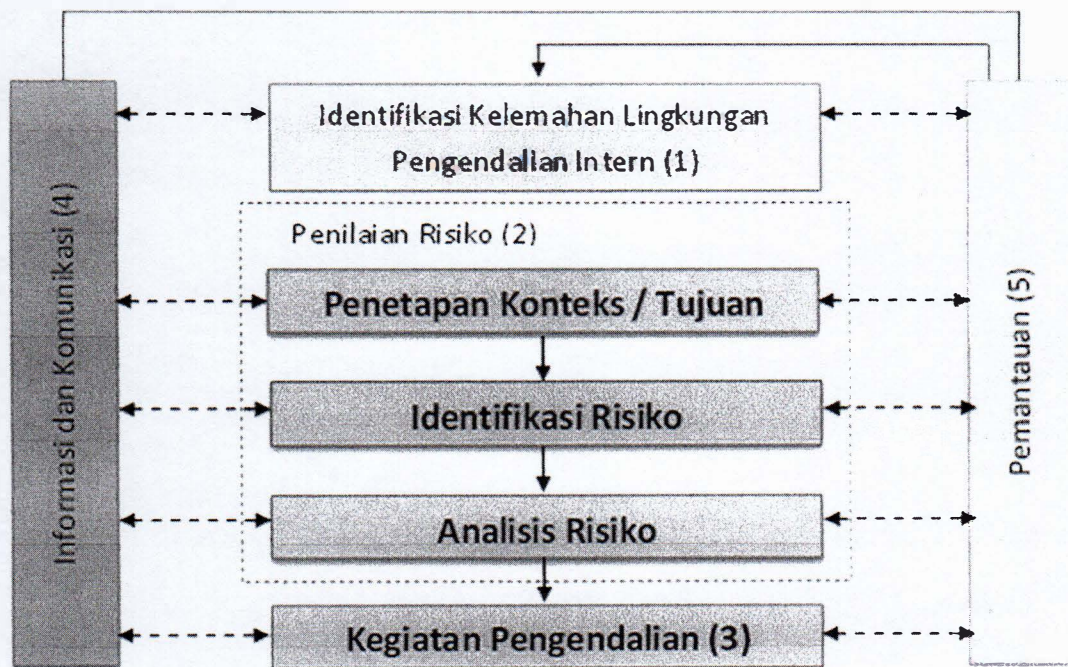 Identifikasi Kelemahan Lingkungan
Pengendalian Intern (1)
Informasi dan Komunikasi (4)
Penilaian Risiko (2)
Penetapan Konteks / Tujuan
Identifikasi Risiko
Analisis Risiko
Kegiatan Pengendalian (3)
Pemantauan (5)